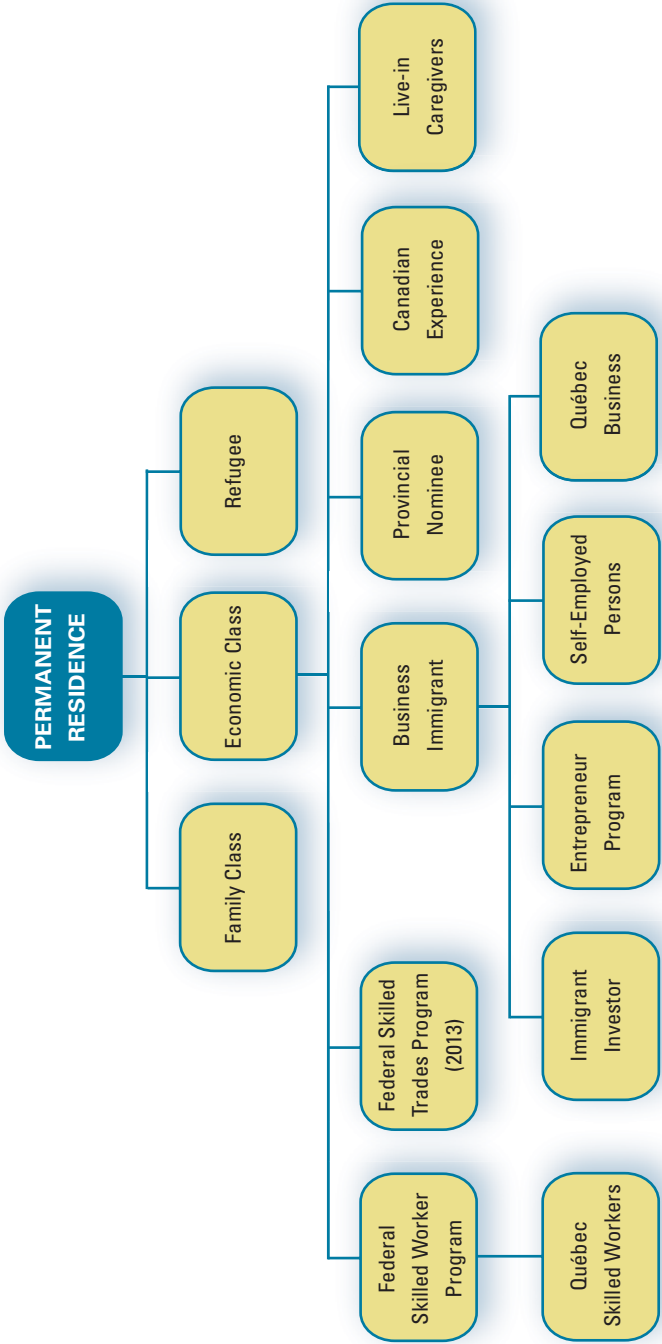 PERMANENT
RESIDENCE
Family Class
Economic Class
Refugee
Federal
Skilled Worker
Program
Federal Skilled
Trades Program
(2013)
Business
Immigrant
Provincial
Nominee
Canadian
Experience
Live-in
Caregivers
Québec
Skilled Workers
Immigrant
Investor
Entrepreneur
Program
Self-Employed
Persons
Québec
Business